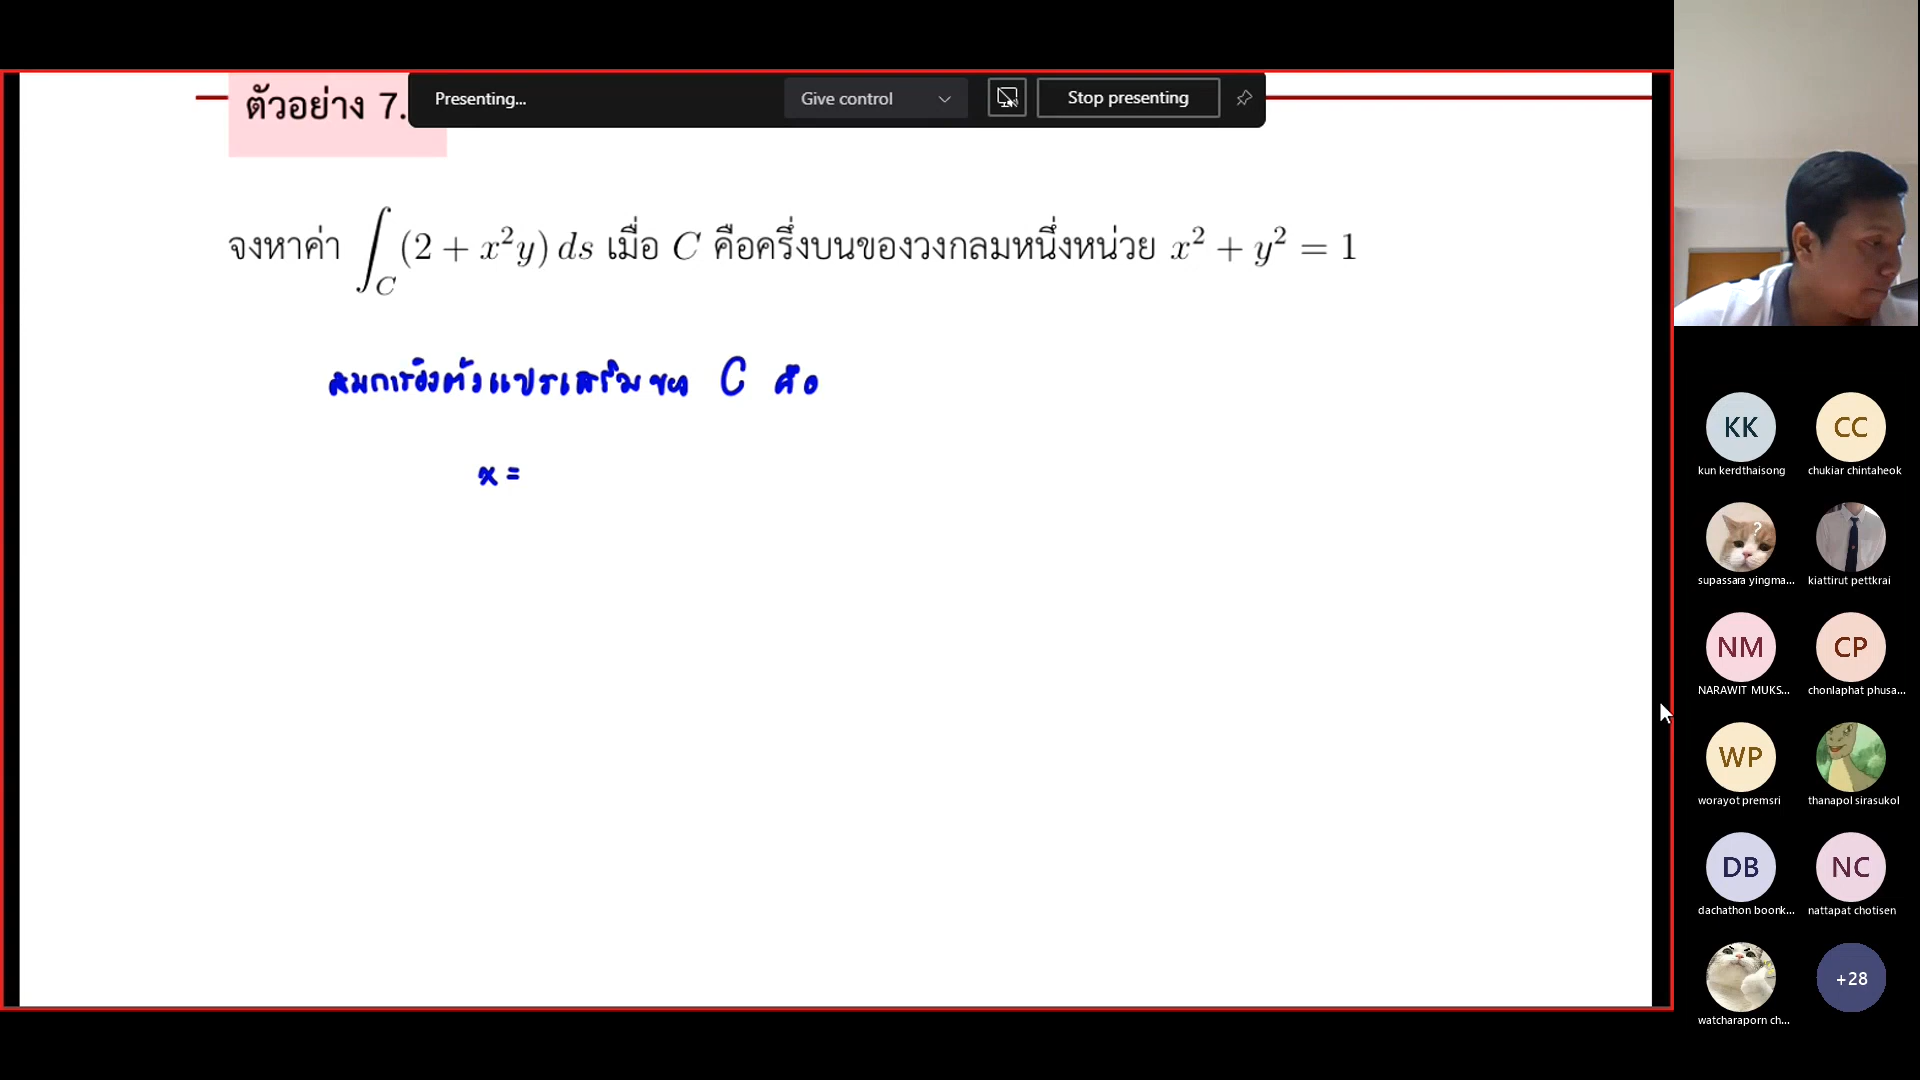 ตัวอย่าง 7.
Presenting...
Give control
Stop presenting
จงหาค่า ∫_C (2 + x²y) ds เมื่อ C คือครึ่งบนของวงกลมหนึ่งหน่วย x² + y² = 1
สมการอิงตัวแปรเสริมของ C คือ
x =
KK
CC
kun kerdthaisong
chukiar chintaheok
?
supassara yingma...
kiattirut pettkrai
NM
CP
NARAWIT MUKS...
chonlaphat phusa...
WP
worayot premsri
thanapol sirasukol
DB
NC
dachathon boonk...
nattapat chotisen
+28
watcharaporn ch...